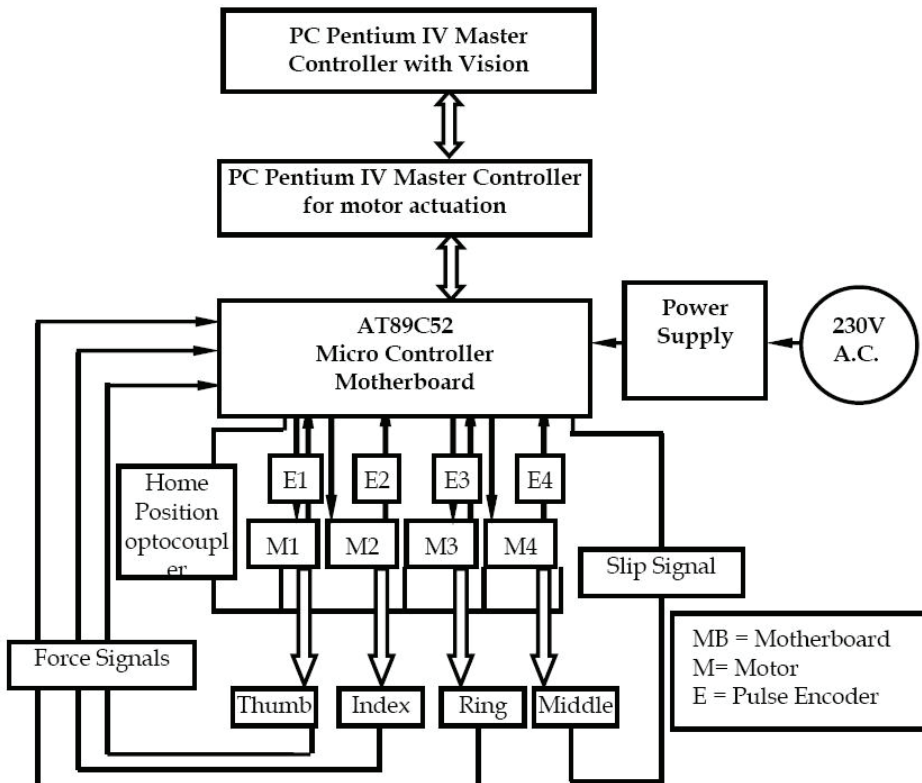 PC Pentium IV Master
Controller with Vision
PC Pentium IV Master Controller
for motor actuation
AT89C52
Micro Controller
Motherboard
Power
Supply
230V
A.C.
Home
Position
optocoupl
er
E1
E2
E3
E4
M1
M2
M3
M4
Slip Signal
Force Signals
MB = Motherboard
M= Motor
E = Pulse Encoder
Thumb
Index
Ring
Middle